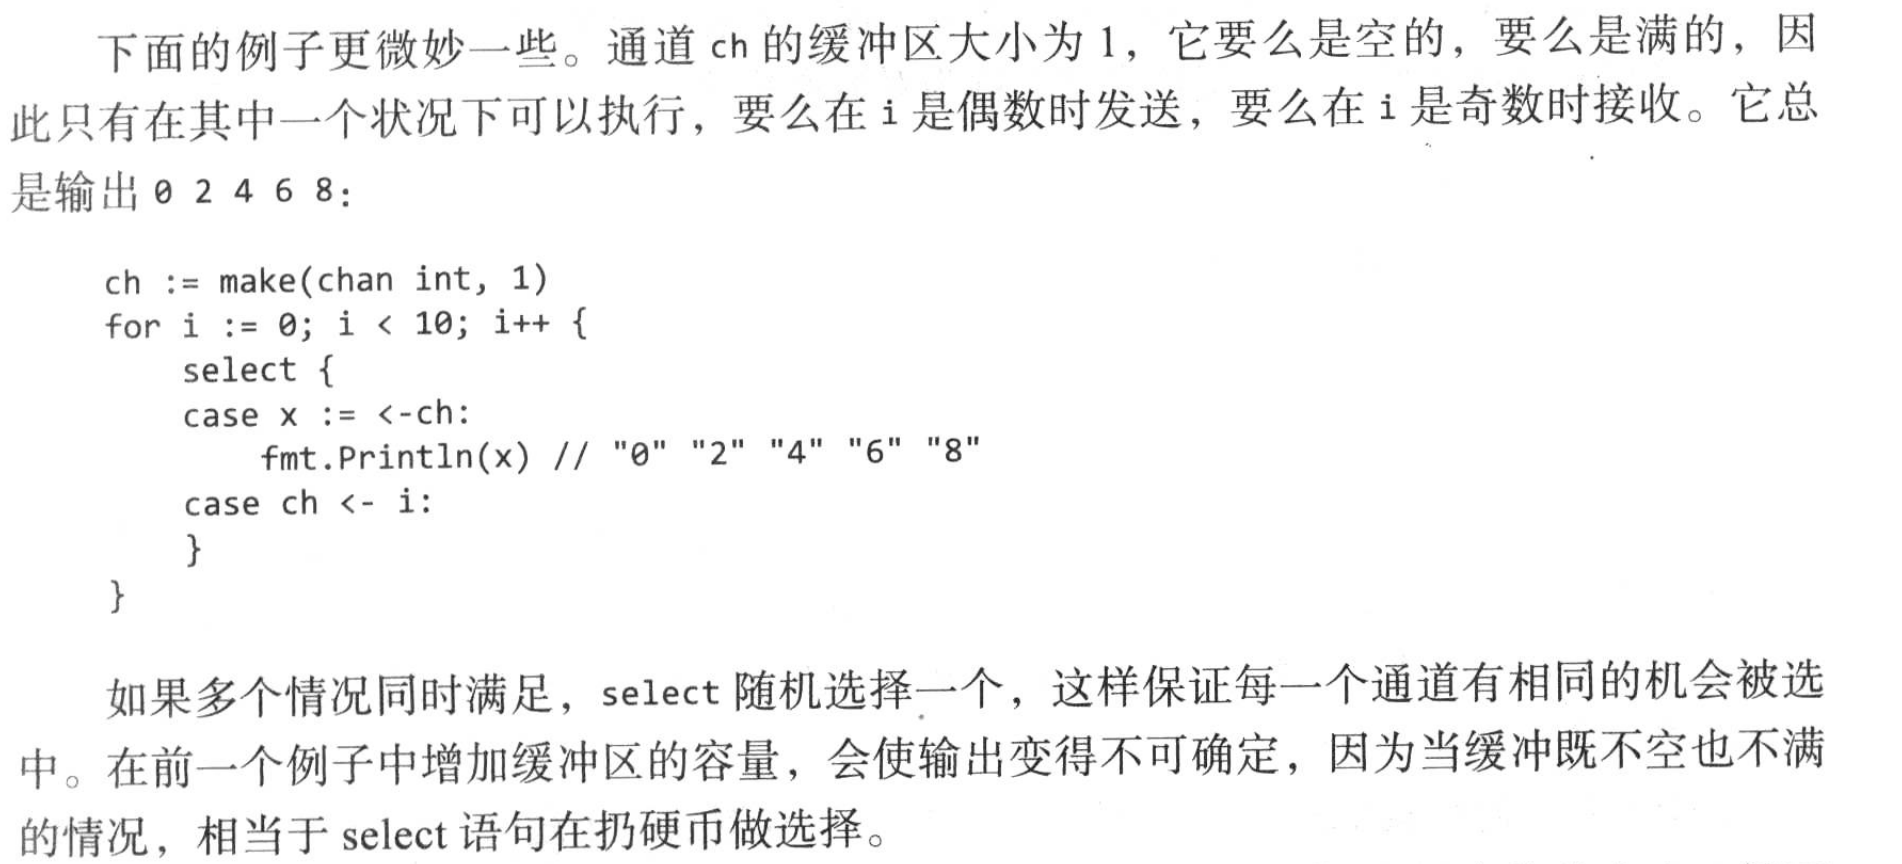 下面的例子更微妙一些。通道 ch 的缓冲区大小为 1，它要么是空的，要么是满的，因
此只有在其中一个状况下可以执行，要么在 i 是偶数时发送，要么在 i 是奇数时接收。它总
是输出 0 2 4 6 8:
ch := make(chan int, 1)
for i := 0; i < 10; i++ {
    select {
    case x := <-ch:
        fmt.Println(x) // "0" "2" "4" "6" "8"
    case ch <- i:
    }
}
如果多个情况同时满足，select 随机选择一个，这样保证每一个通道有相同的机会被选
中。在前一个例子中增加缓冲区的容量，会使输出变得不可确定，因为当缓冲既不空也不满
的情况，相当于 select 语句在扔硬币做选择。